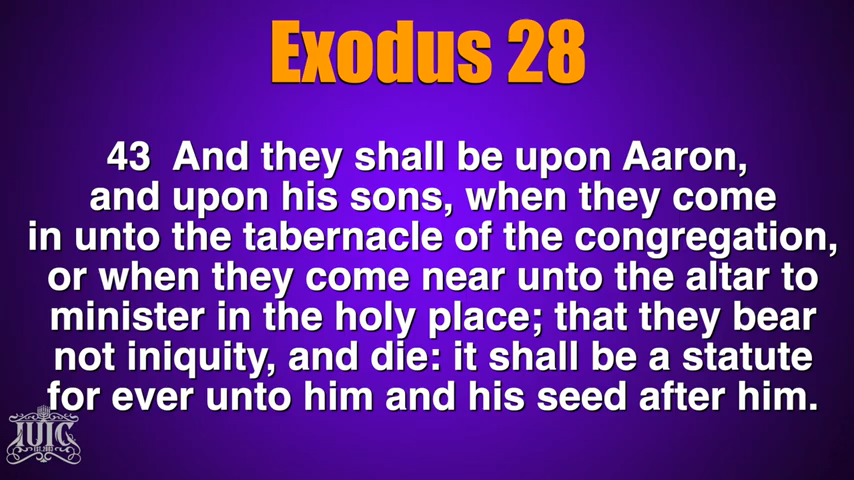 Exodus 28
43 And they shall be upon Aaron,
and upon his sons, when they come
in unto the tabernacle of the congregation,
or when they come near unto the altar to
minister in the holy place; that they bear
not iniquity, and die: it shall be a statute
for ever unto him and his seed after him.
IUIC